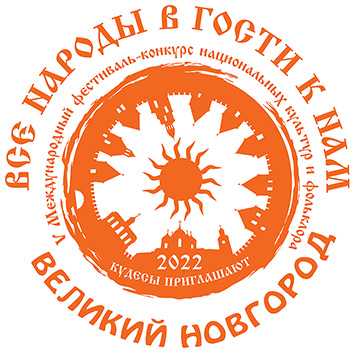 ВСЕ НАРОДЫ В ГОСТИ К НАМ
V Международный фестиваль-конкурс национальных культур и фольклора
2022
КУДЕСЫ ПРИГЛАШАЮТ
ВЕЛИКИЙ НОВГОРОД